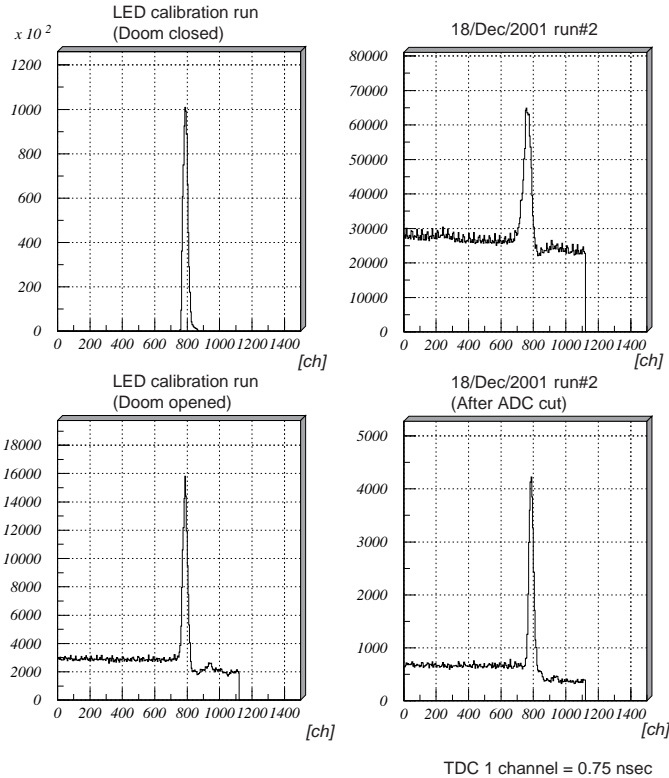 LED calibration run
(Doom closed)
x 10 2
1200
1000
800
600
400
200
0
0 200 400 600 800 1000 1200 1400
[ch]
18/Dec/2001 run#2
80000
70000
60000
50000
40000
30000
20000
10000
0
0 200 400 600 800 1000 1200 1400
[ch]
LED calibration run
(Doom opened)
18000
16000
14000
12000
10000
8000
6000
4000
2000
0
0 200 400 600 800 1000 1200 1400
[ch]
18/Dec/2001 run#2
(After ADC cut)
5000
4000
3000
2000
1000
0
0 200 400 600 800 1000 1200 1400
[ch]
TDC 1 channel = 0.75 nsec